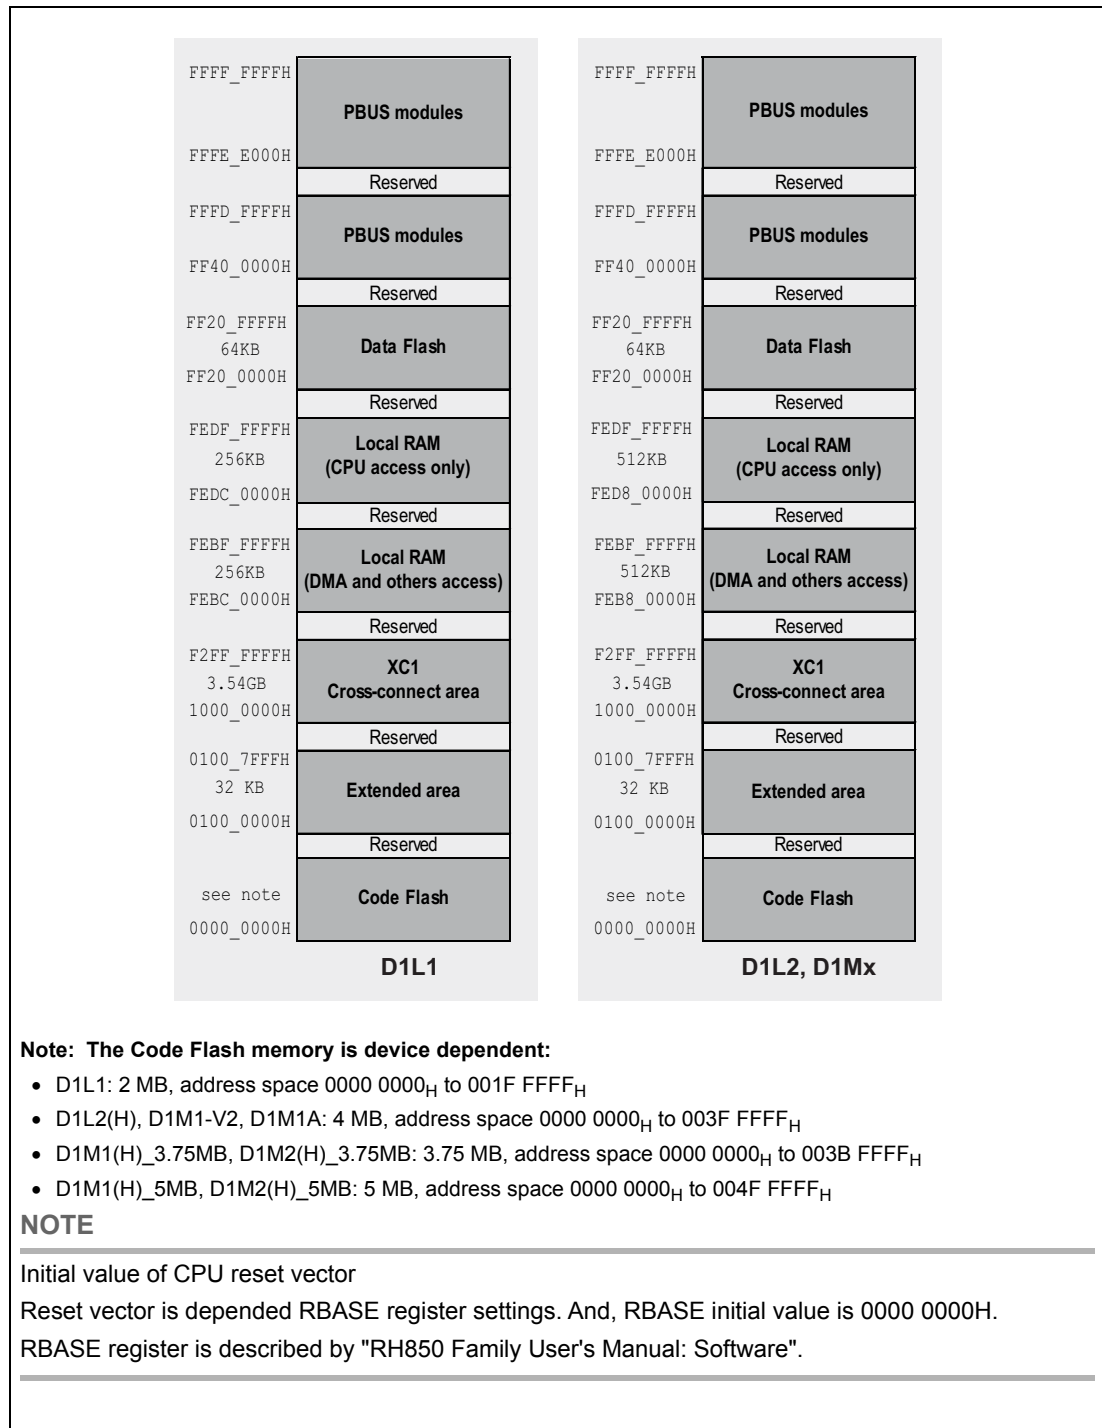 FFFF_FFFFH
PBUS modules
FFFE_E000H
Reserved
FFFD_FFFFH
PBUS modules
FF40_0000H
Reserved
FF20_FFFFH
64KB
Data Flash
FF20_0000H
Reserved
FEDF_FFFFH
Local RAM
256KB
(CPU access only)
FEDC_0000H
Reserved
FEBF_FFFFH
Local RAM
256KB
(DMA and others access)
FEBC_0000H
Reserved
F2FF_FFFFH
XC1
3.54GB
Cross-connect area
1000_0000H
Reserved
0100_7FFFH
32 KB
Extended area
0100_0000H
Reserved
see note
Code Flash
0000_0000H
D1L1
FFFF_FFFFH
PBUS modules
FFFE_E000H
Reserved
FFFD_FFFFH
PBUS modules
FF40_0000H
Reserved
FF20_FFFFH
64KB
Data Flash
FF20_0000H
Reserved
FEDF_FFFFH
Local RAM
512KB
(CPU access only)
FED8_0000H
Reserved
FEBF_FFFFH
Local RAM
512KB
(DMA and others access)
FEB8_0000H
Reserved
F2FF_FFFFH
XC1
3.54GB
Cross-connect area
1000_0000H
Reserved
0100_7FFFH
32 KB
Extended area
0100_0000H
Reserved
see note
Code Flash
0000_0000H
D1L2, D1Mx
Note: The Code Flash memory is device dependent:
• D1L1: 2 MB, address space 0000 0000H to 001F FFFFH
• D1L2(H), D1M1-V2, D1M1A: 4 MB, address space 0000 0000H to 003F FFFFH
• D1M1(H)_3.75MB, D1M2(H)_3.75MB: 3.75 MB, address space 0000 0000H to 003B FFFFH
• D1M1(H)_5MB, D1M2(H)_5MB: 5 MB, address space 0000 0000H to 004F FFFFH
NOTE
Initial value of CPU reset vector
Reset vector is depended RBASE register settings. And, RBASE initial value is 0000 0000H.
RBASE register is described by "RH850 Family User's Manual: Software".